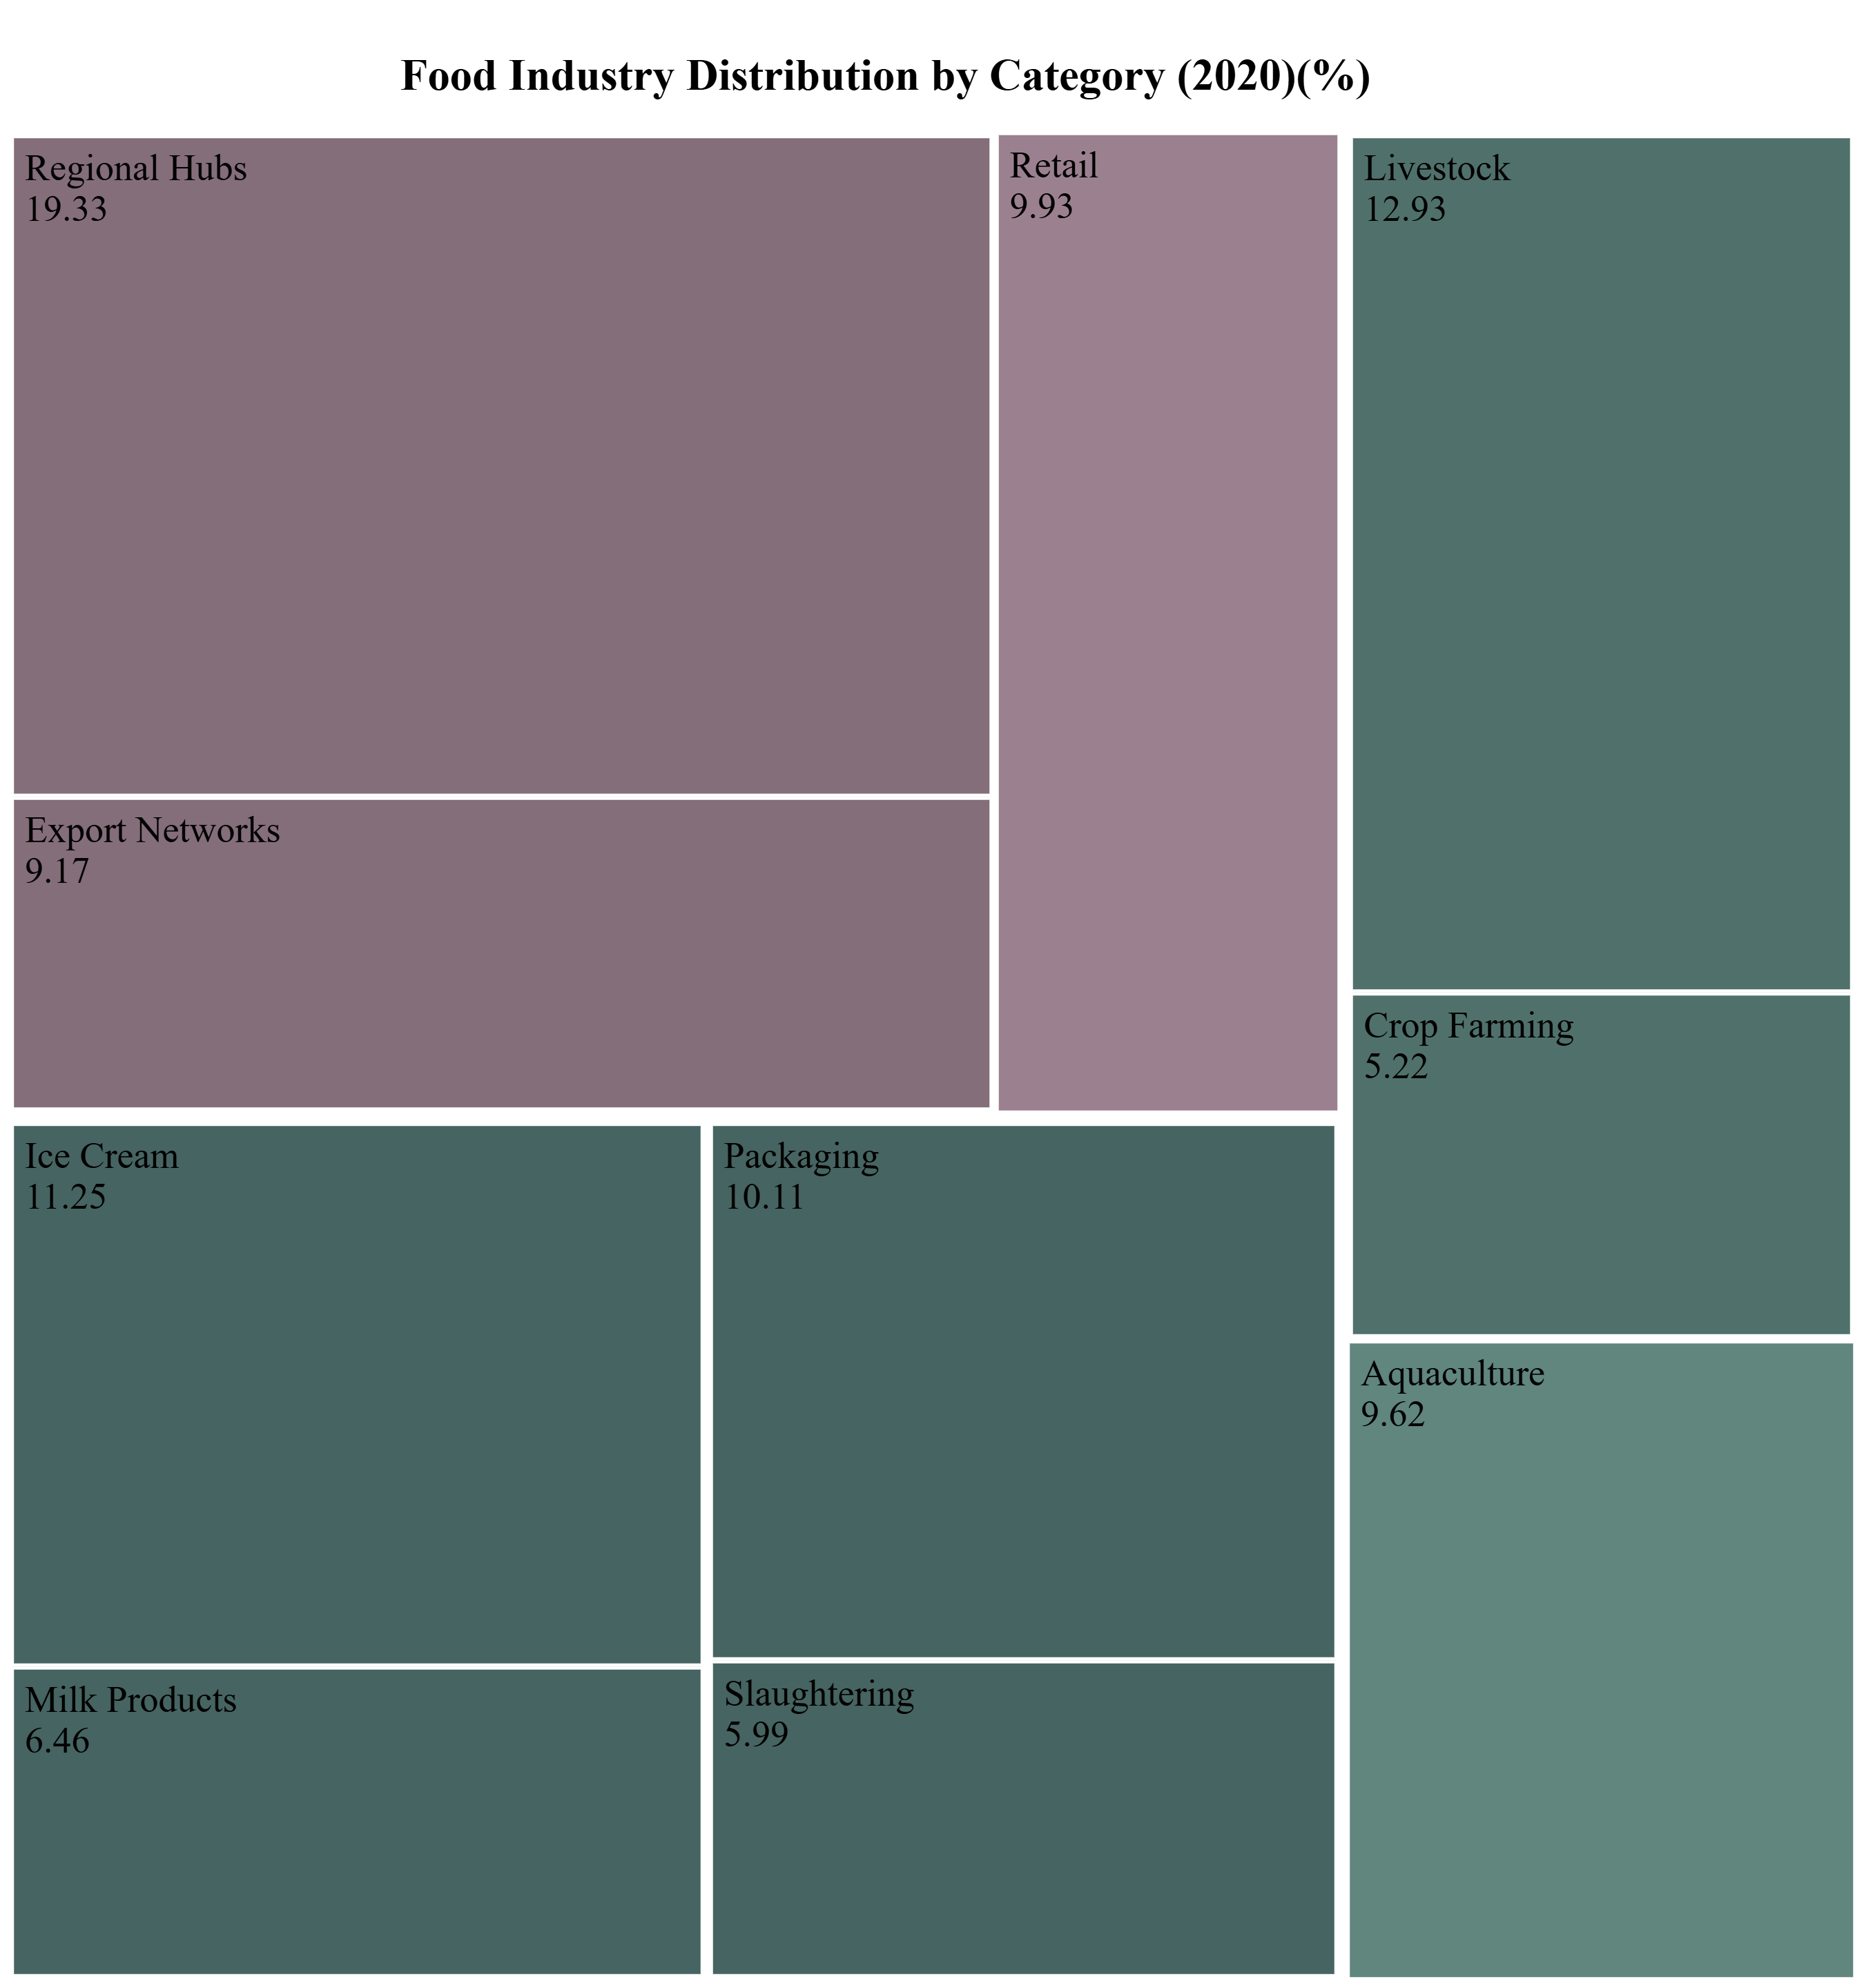 Food Industry Distribution by Category (2020)(%)
Regional Hubs
19.33
Export Networks
9.17
Retail
9.93
Livestock
12.93
Crop Farming
5.22
Aquaculture
9.62
Ice Cream
11.25
Milk Products
6.46
Packaging
10.11
Slaughtering
5.99